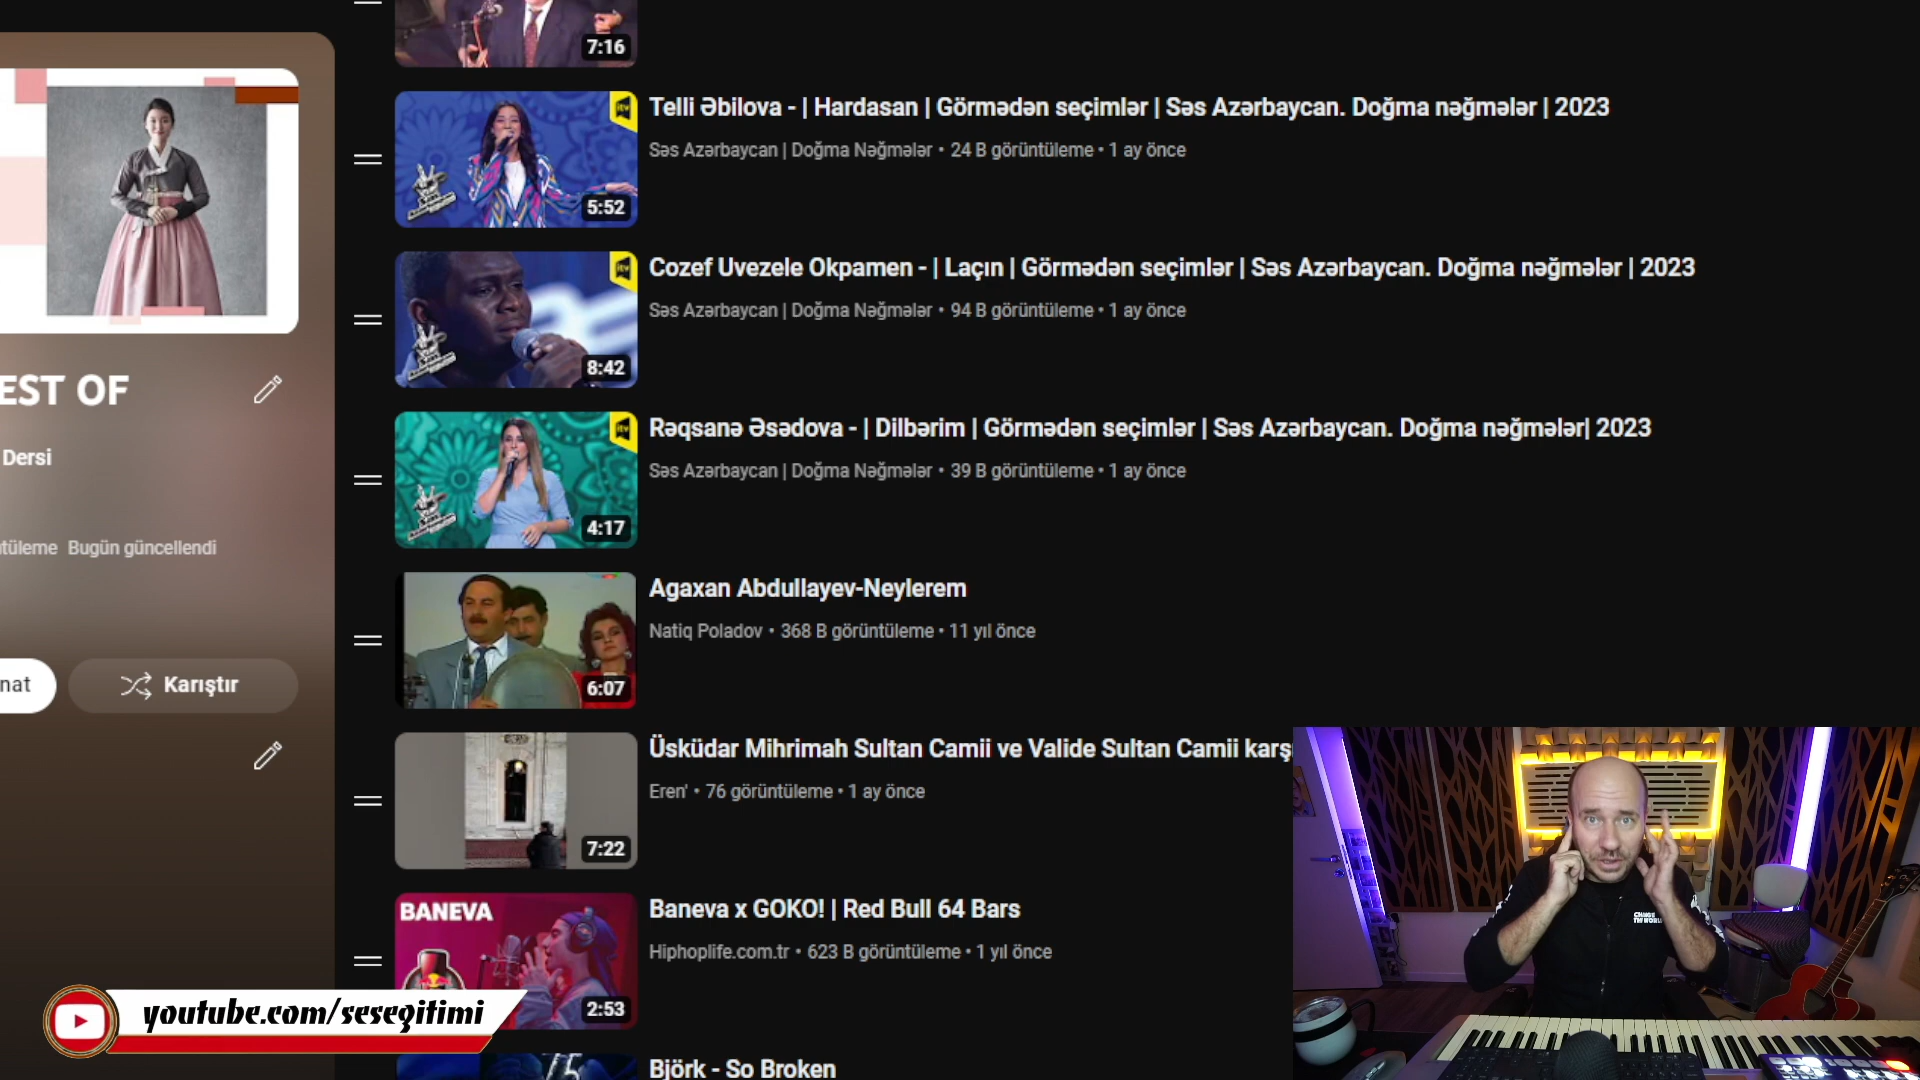 7:16
Telli Əbilova - | Hardasan | Görmədən seçimlər | Səs Azərbaycan. Doğma nəğmələr | 2023
Səs Azərbaycan | Doğma Nəğmələr • 24 B görüntüleme • 1 ay önce
5:52
Cozef Uvezele Okpamen - | Laçın | Görmədən seçimlər | Səs Azərbaycan. Doğma nəğmələr | 2023
Səs Azərbaycan | Doğma Nəğmələr • 94 B görüntüleme • 1 ay önce
8:42
EST OF
Rəqsanə Əsədova - | Dilbərim | Görmədən seçimlər | Səs Azərbaycan. Doğma nəğmələr| 2023
Dersi
Səs Azərbaycan | Doğma Nəğmələr • 39 B görüntüleme • 1 ay önce
4:17
tüleme Bugün güncellendi
Agaxan Abdullayev-Neylerem
Natiq Poladov • 368 B görüntüleme • 11 yıl önce
nat
Karıştır
6:07
Üsküdar Mihrimah Sultan Camii ve Valide Sultan Camii karşı
Eren' • 76 görüntüleme • 1 ay önce
7:22
BANEVA
Baneva x GOKO! | Red Bull 64 Bars
Hiphoplife.com.tr • 623 B görüntüleme • 1 yıl önce
2:53
youtube.com/sesegitimi
Björk - So Broken
CHANGE
THE WORLD